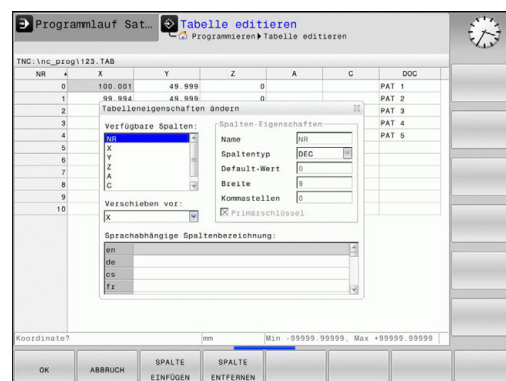 Programmlauf Sat…
Tabelle editieren
Programmieren▶Tabelle editieren
TNC:\nc_prog\123.TAB
NR X Y Z A C DOC
0 100.001 49.999 0 PAT 1
1 99.994 49.999 0 PAT 2
2 PAT 3
3 PAT 4
4 PAT 5
5
6
7
8
9
10
Tabelleneigenschaften ändern
Verfügbare Spalten:
NR
X
Y
Z
A
C
Verschieben vor:
X
Spalten-Eigenschaften
Name NR
Spaltentyp DEC
Default-Wert 0
Breite 9
Kommastellen 0
Primärschlüssel
Sprachabhängige Spaltenbezeichnung:
en
de
cs
fr
Koordinate? mm Min -99999.99999, Max +99999.99999
OK
ABBRUCH
SPALTE
EINFÜGEN
SPALTE
ENTFERNEN